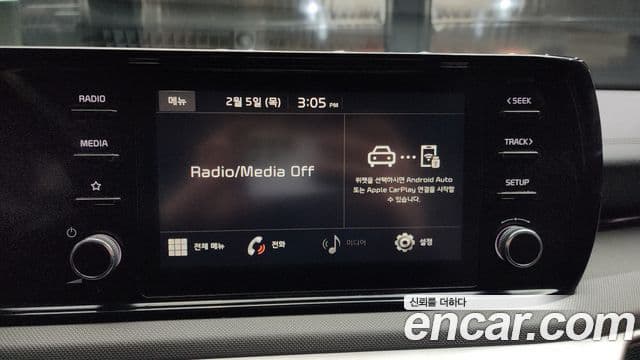 RADIO
MEDIA
메뉴
2월 5일 (목) 3:05 PM
Radio/Media Off
위젯을 선택하시면 Android Auto
또는 Apple CarPlay 연결을 시작할
수 있습니다.
전체 메뉴
전화
미디어
설정
< SEEK
TRACK >
SETUP
신뢰를 더하다
encar.com